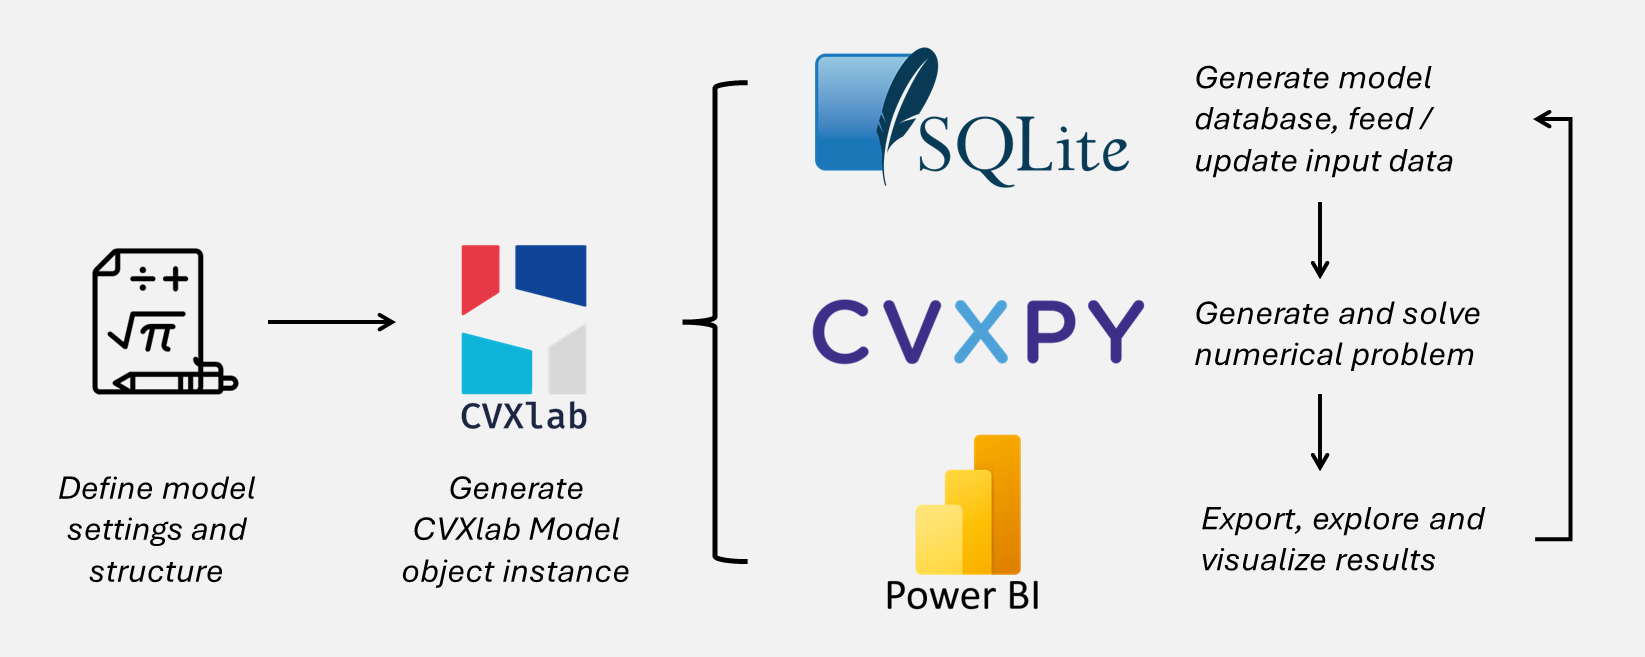 Define model
settings and
structure
CVXlab
Generate
CVXlab Model
object instance
SQLite
Generate model
database, feed /
update input data
CVXPY
Generate and solve
numerical problem
Power BI
Export, explore and
visualize results
÷+
√π